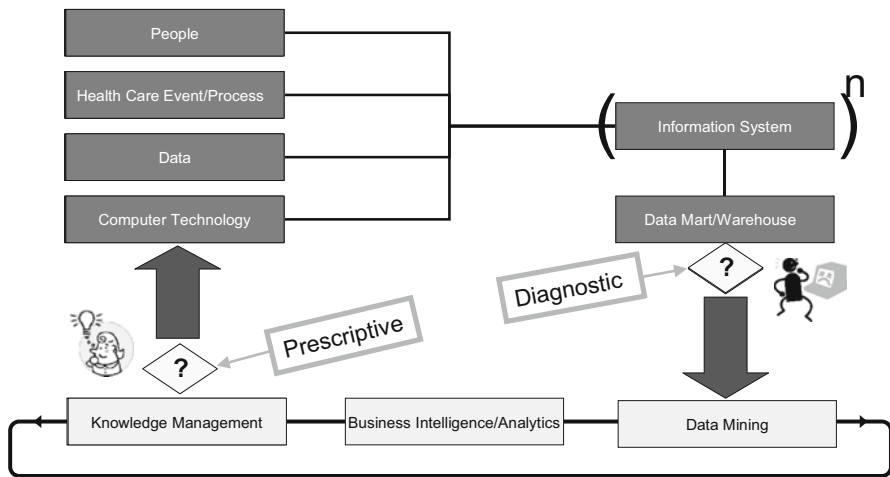 People
n
Health Care Event/Process
( Information System )
Data
Computer Technology
Data Mart/Warehouse
?
Diagnostic
Prescriptive
?
Knowledge Management
Business Intelligence/Analytics
Data Mining